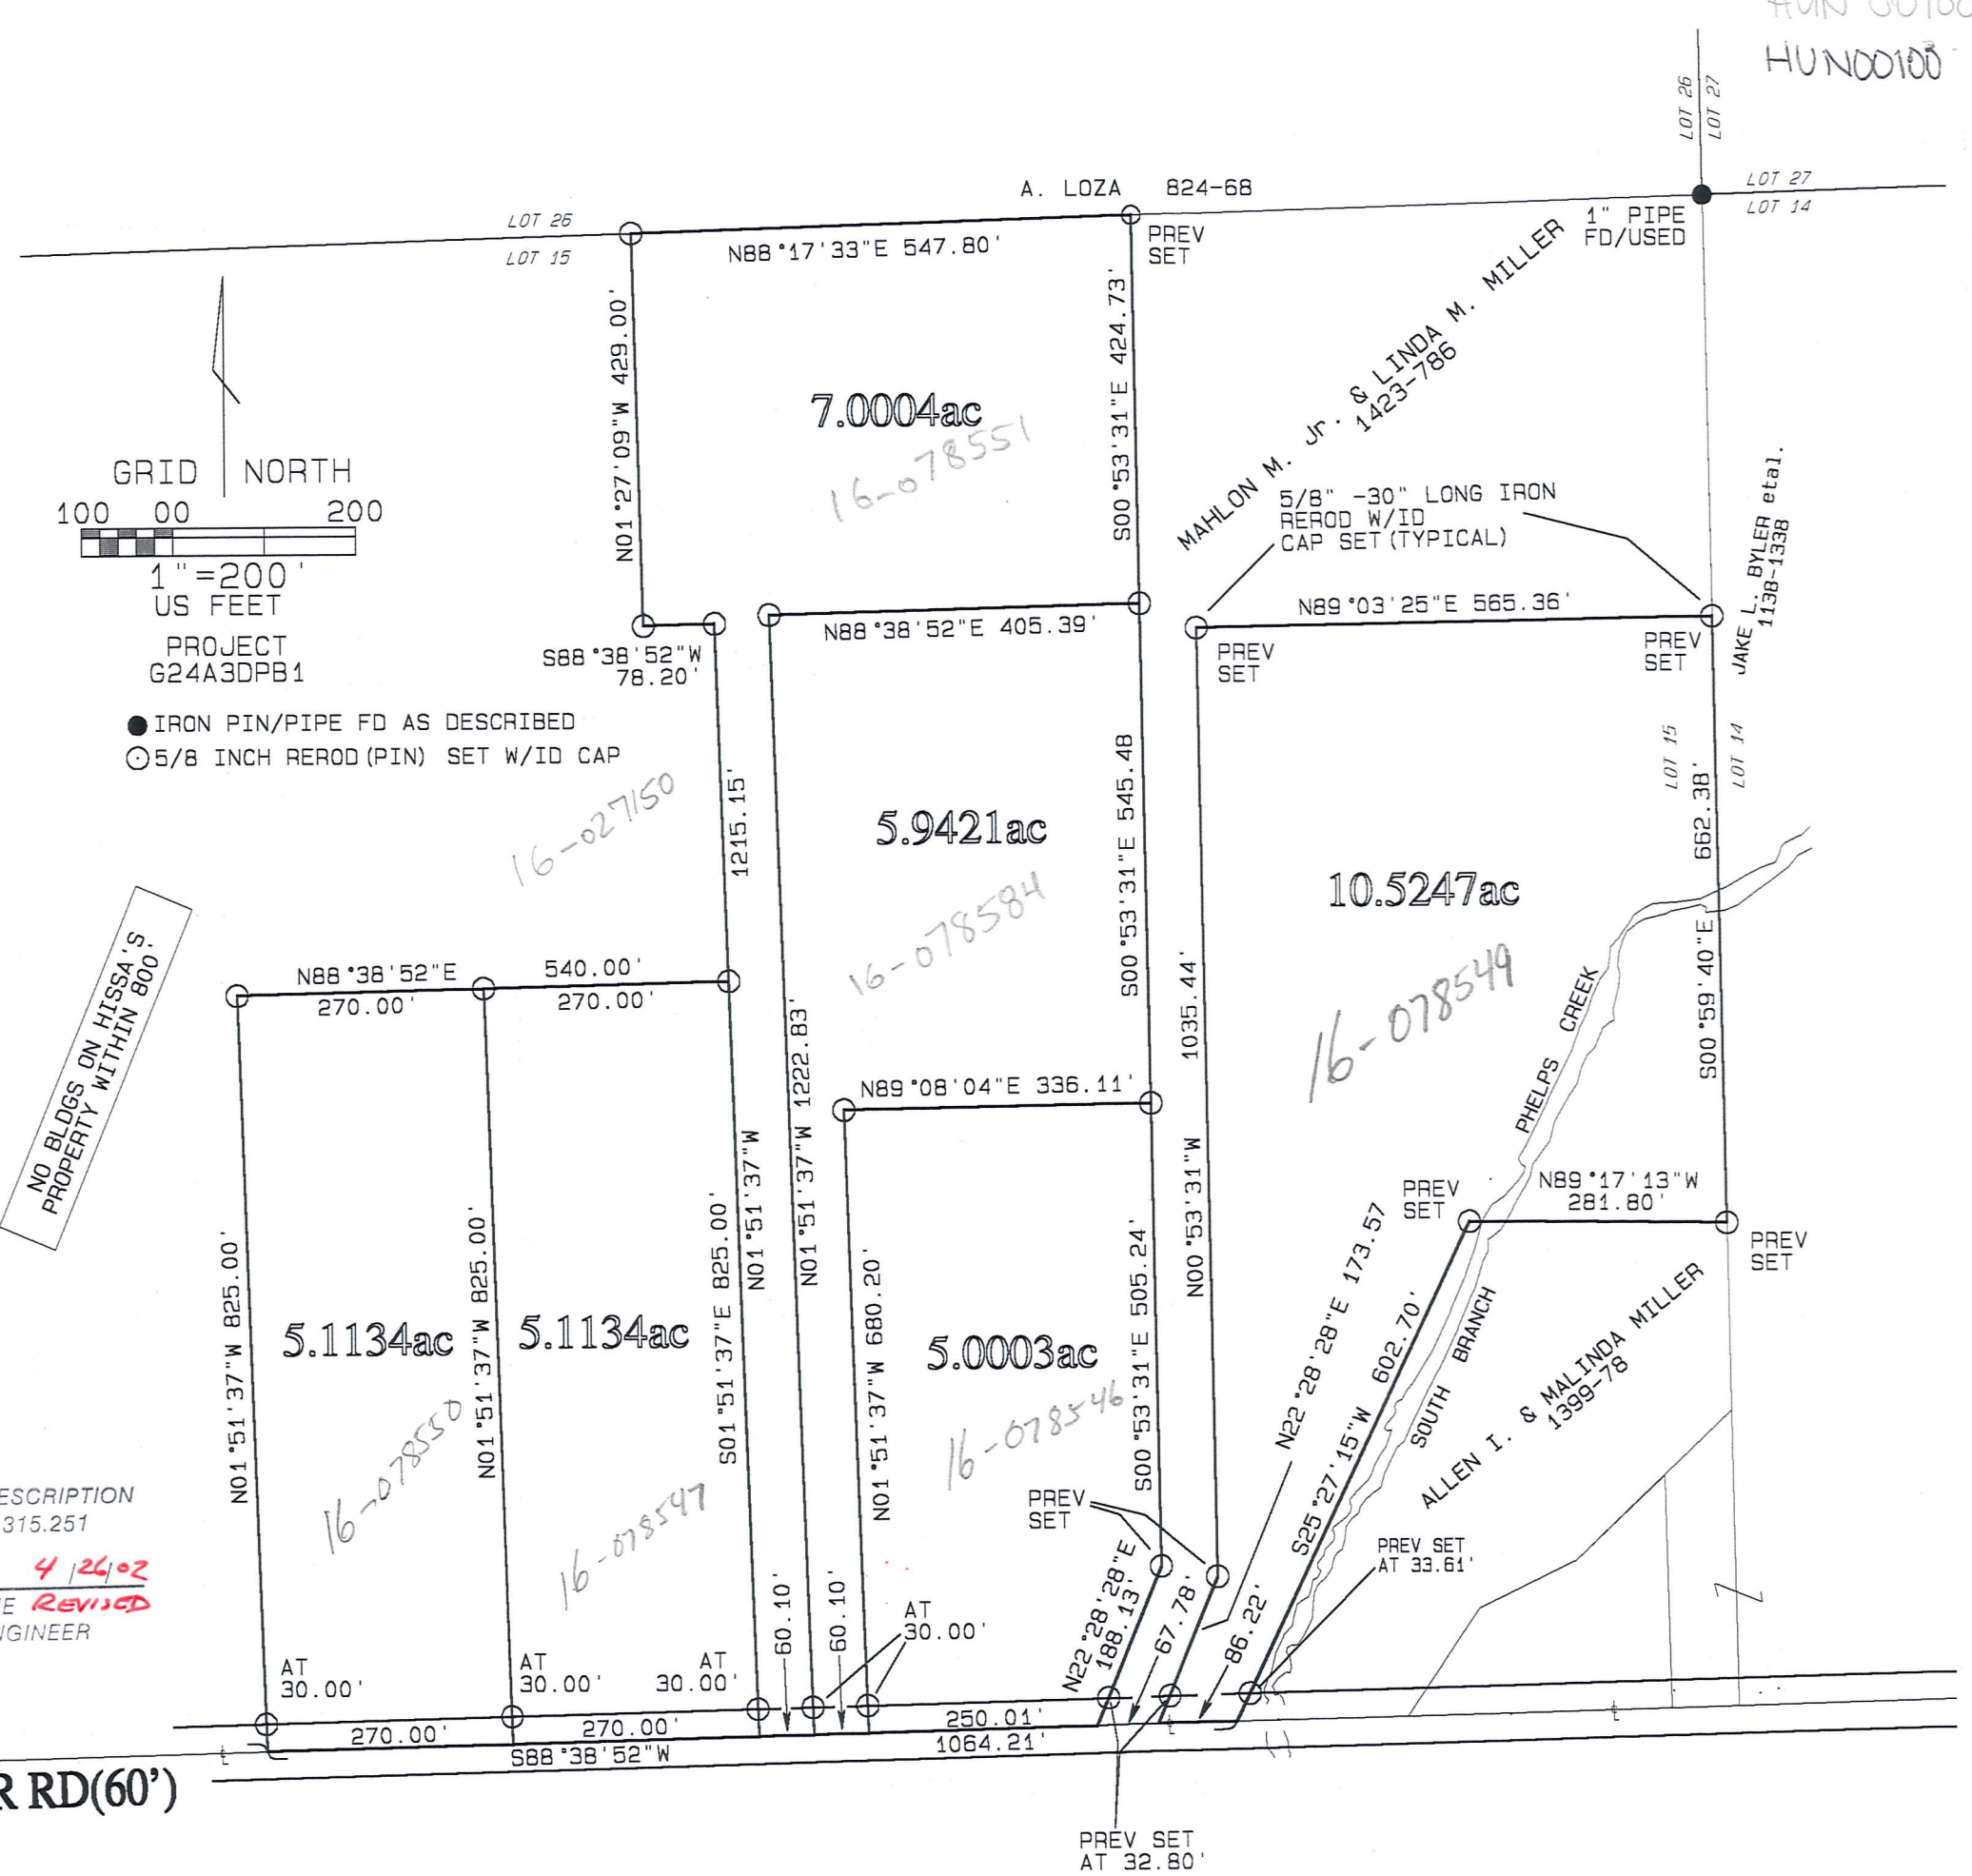 HUN00100
LOT 26
LOT 27
A. LOZA 824-68
LOT 27
LOT 14
LOT 26
LOT 15
N88°17'33"E 547.80'
PREV
SET
1" PIPE
FD/USED
N01°27'09"W 429.00'
S00°53'31"E 424.73'
MAHLON M. Jr. & LINDA M. MILLER
1423-786
7.0004ac
16-078551
GRID NORTH
100 00 200
1"=200'
US FEET
PROJECT
G24A3DPB1
5/8" -30" LONG IRON
REROD W/ID
CAP SET(TYPICAL)
JAKE L. BYLER etal.
1138-1338
N88°38'52"E 405.39'
N89°03'25"E 565.36'
PREV
SET
PREV
SET
S88°38'52"W
78.20'
IRON PIN/PIPE FD AS DESCRIBED
5/8 INCH REROD(PIN) SET W/ID CAP
16-027150
1215.15'
5.9421ac
16-078584
S00°53'31"E 545.48
10.5247ac
16-078549
LOT 15
LOT 14
S00°59'40"E 662.38'
NO BLDGS ON HISSA'S
PROPERTY WITHIN 800'.
N88°38'52"E 540.00'
270.00' 270.00'
N01°51'37"W 1222.83'
1035.44'
N00°53'31"W
N89°08'04"E 336.11'
PHELPS CREEK
SOUTH BRANCH
PREV
SET
N89°17'13"W
281.80'
PREV
SET
N01°51'37"W 825.00'
5.1134ac
16-078550
N01°51'37"W 825.00'
5.1134ac
16-078547
S01°51'37"E 825.00'
N01°51'37"W
N01°51'37"W 680.20'
5.0003ac
16-078546
S00°53'31"E 505.24'
N22°28'28"E 173.57
S25°27'15"W 602.70'
ALLEN I. & MALINDA MILLER
1399-78
PREV
SET
PREV SET
AT 33.61'
ESCRIPTION
315.251
4/26/02
E REVISED
NGINEER
AT
30.00'
AT
30.00'
AT
30.00'
60.10'
60.10'
AT
30.00'
N22°28'28"E
188.13'
67.78'
86.22'
270.00'
270.00'
250.01'
S88°38'52"W
1064.21'
R RD(60')
PREV SET
AT 32.80'